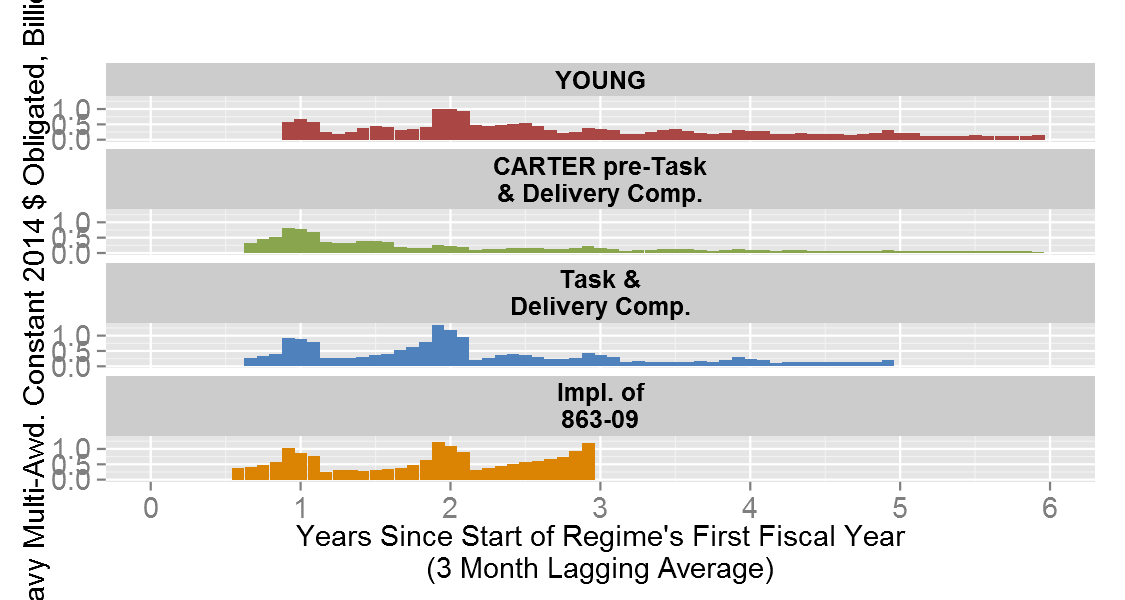 avy Multi-Awd. Constant 2014 $ Obligated,
YOUNG
1.0
0.5
0.0
CARTER pre-Task
& Delivery Comp.
1.0
0.5
0.0
Task &
Delivery Comp.
1.0
0.5
0.0
Impl. of
863-09
1.0
0.5
0.0
0 1 2 3 4 5 6
Years Since Start of Regime's First Fiscal Year
(3 Month Lagging Average)